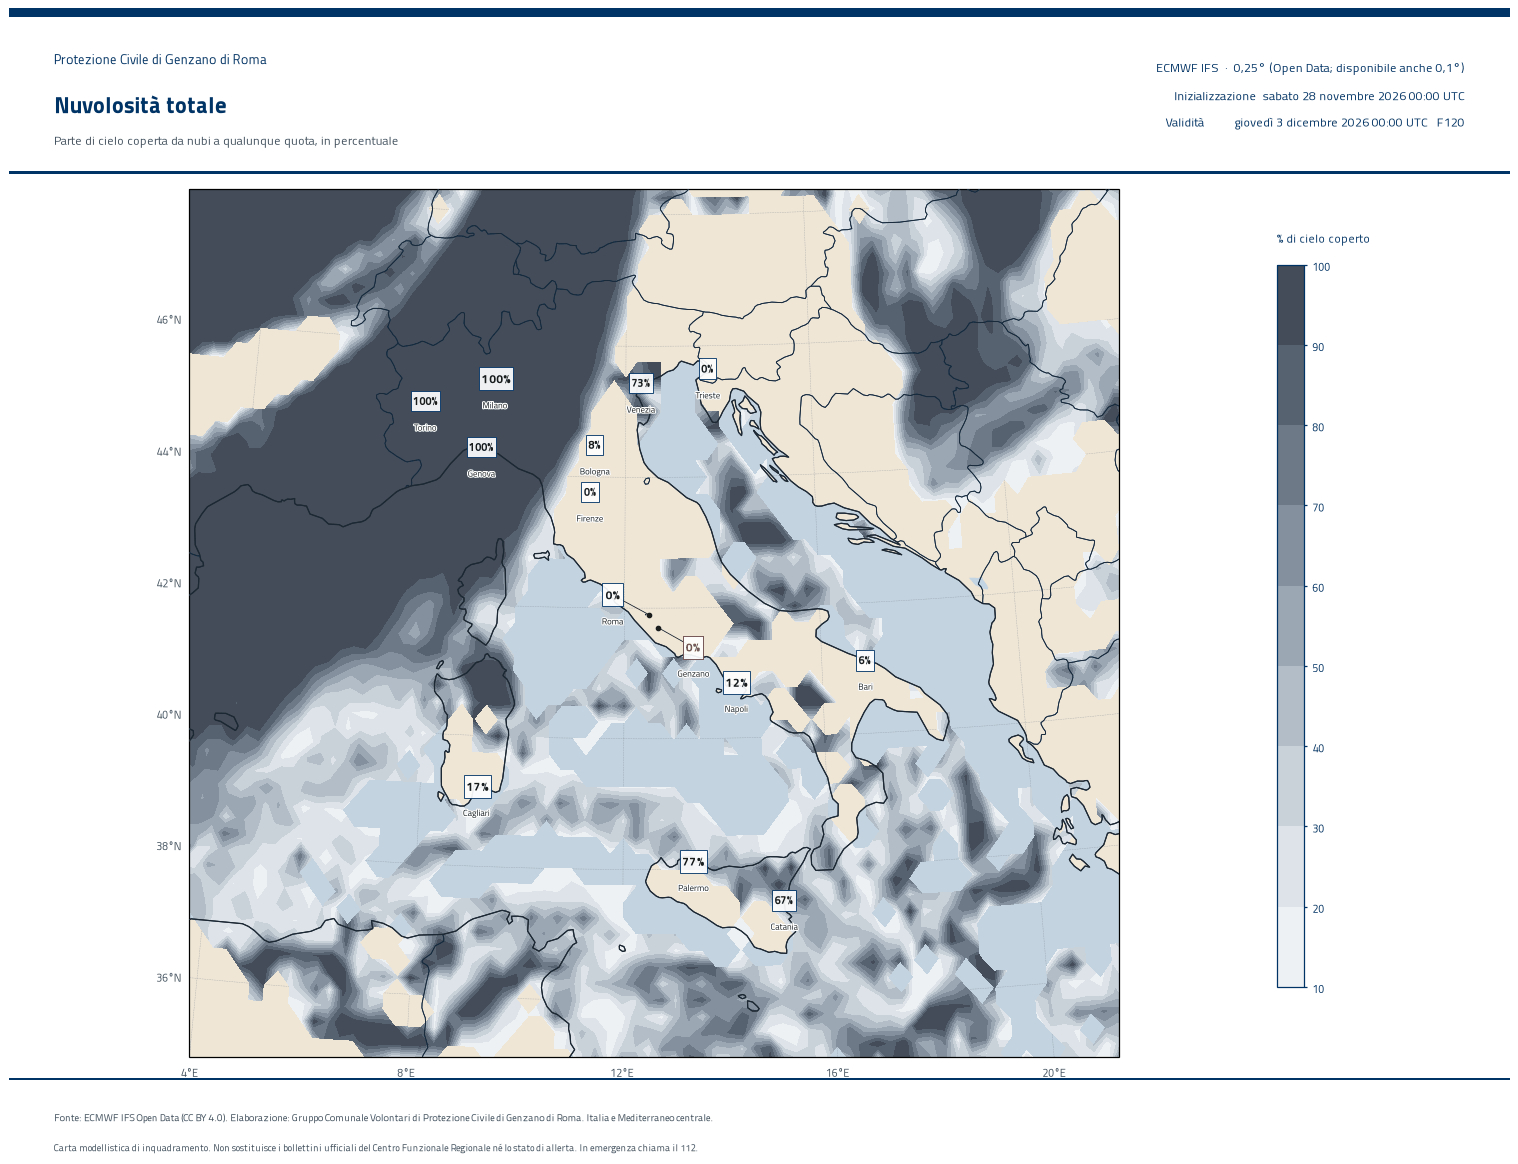 Protezione Civile di Genzano di Roma
Nuvolosità totale
Parte di cielo coperta da nubi a qualunque quota, in percentuale
ECMWF IFS · 0,25° (Open Data; disponibile anche 0,1°)
Inizializzazione sabato 28 novembre 2026 00:00 UTC
Validità giovedì 3 dicembre 2026 00:00 UTC F120
% di cielo coperto
100
90
80
70
60
50
40
30
20
10
46°N
44°N
42°N
40°N
38°N
36°N
4°E
8°E
12°E
16°E
20°E
0%
Trieste
73%
Venezia
100%
Milano
100%
Torino
100%
Genova
8%
Bologna
0%
Firenze
0%
Roma
0%
Genzano
12%
Napoli
6%
Bari
17%
Cagliari
77%
Palermo
67%
Catania
Fonte: ECMWF IFS Open Data (CC BY 4.0). Elaborazione: Gruppo Comunale Volontari di Protezione Civile di Genzano di Roma. Italia e Mediterraneo centrale.
Carta modellistica di inquadramento. Non sostituisce i bollettini ufficiali del Centro Funzionale Regionale né lo stato di allerta. In emergenza chiama il 112.